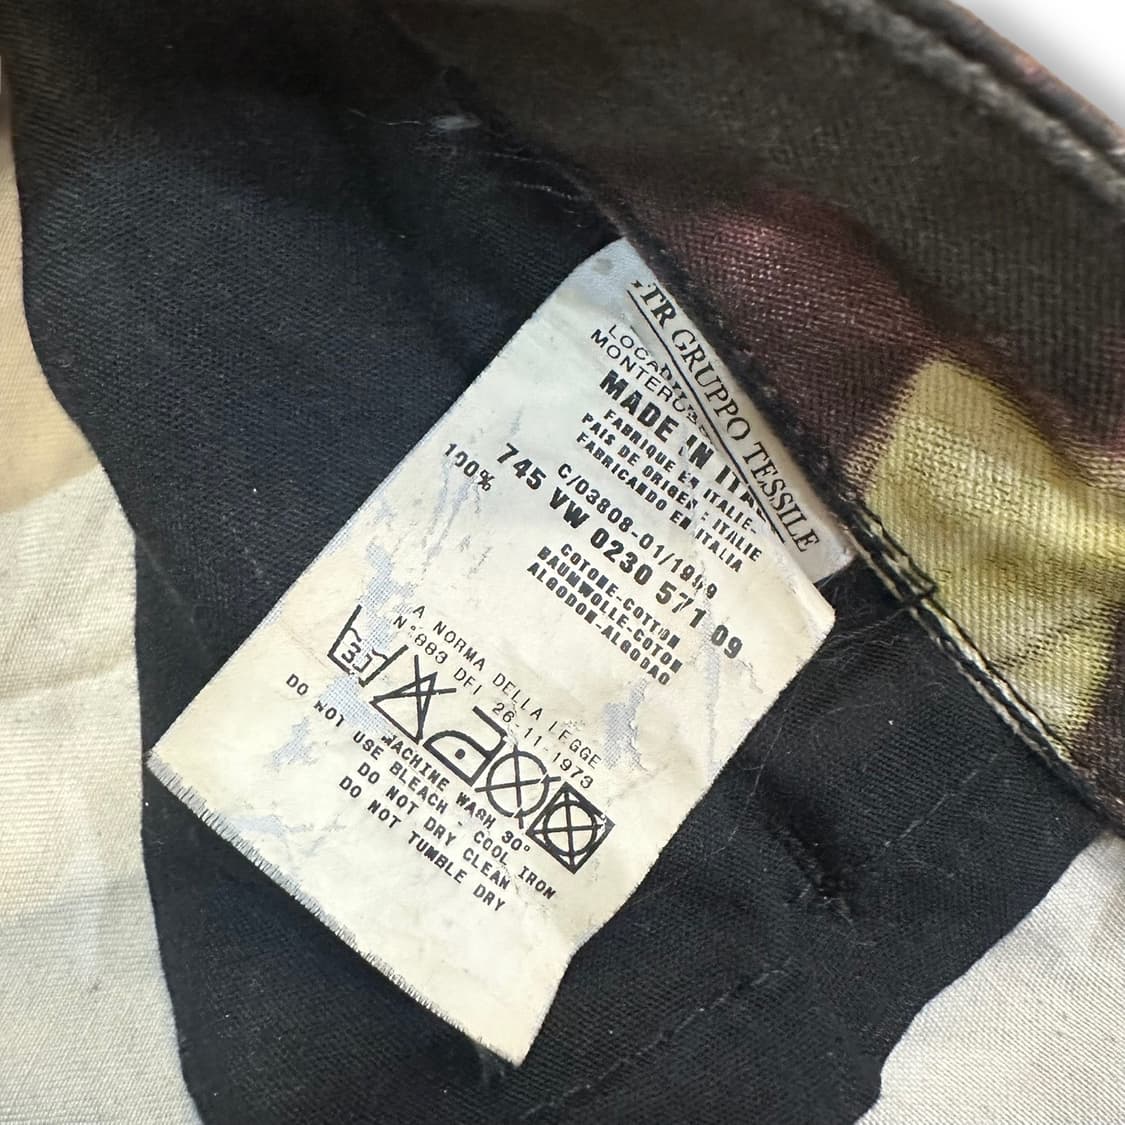 ITR GRUPPO TESSILE
MADE IN
FABRIQUE EN ITALIE-
PAIS DE ORIGEN: ITALIE
FABRICANDO EN ITALIA
C/03808-01/1999
745 VW 0230 571 09
100%
COTONE-COTTON
BAUMWOLLE-COTON
ALGODON-ALGODAO
A NORMA DELLA LEGGE
N°883 DEL 26-11-1973
30
MACHINE WASH 30°
DO NOT USE BLEACH - COOL IRON
DO NOT DRY CLEAN
DO NOT TUMBLE DRY